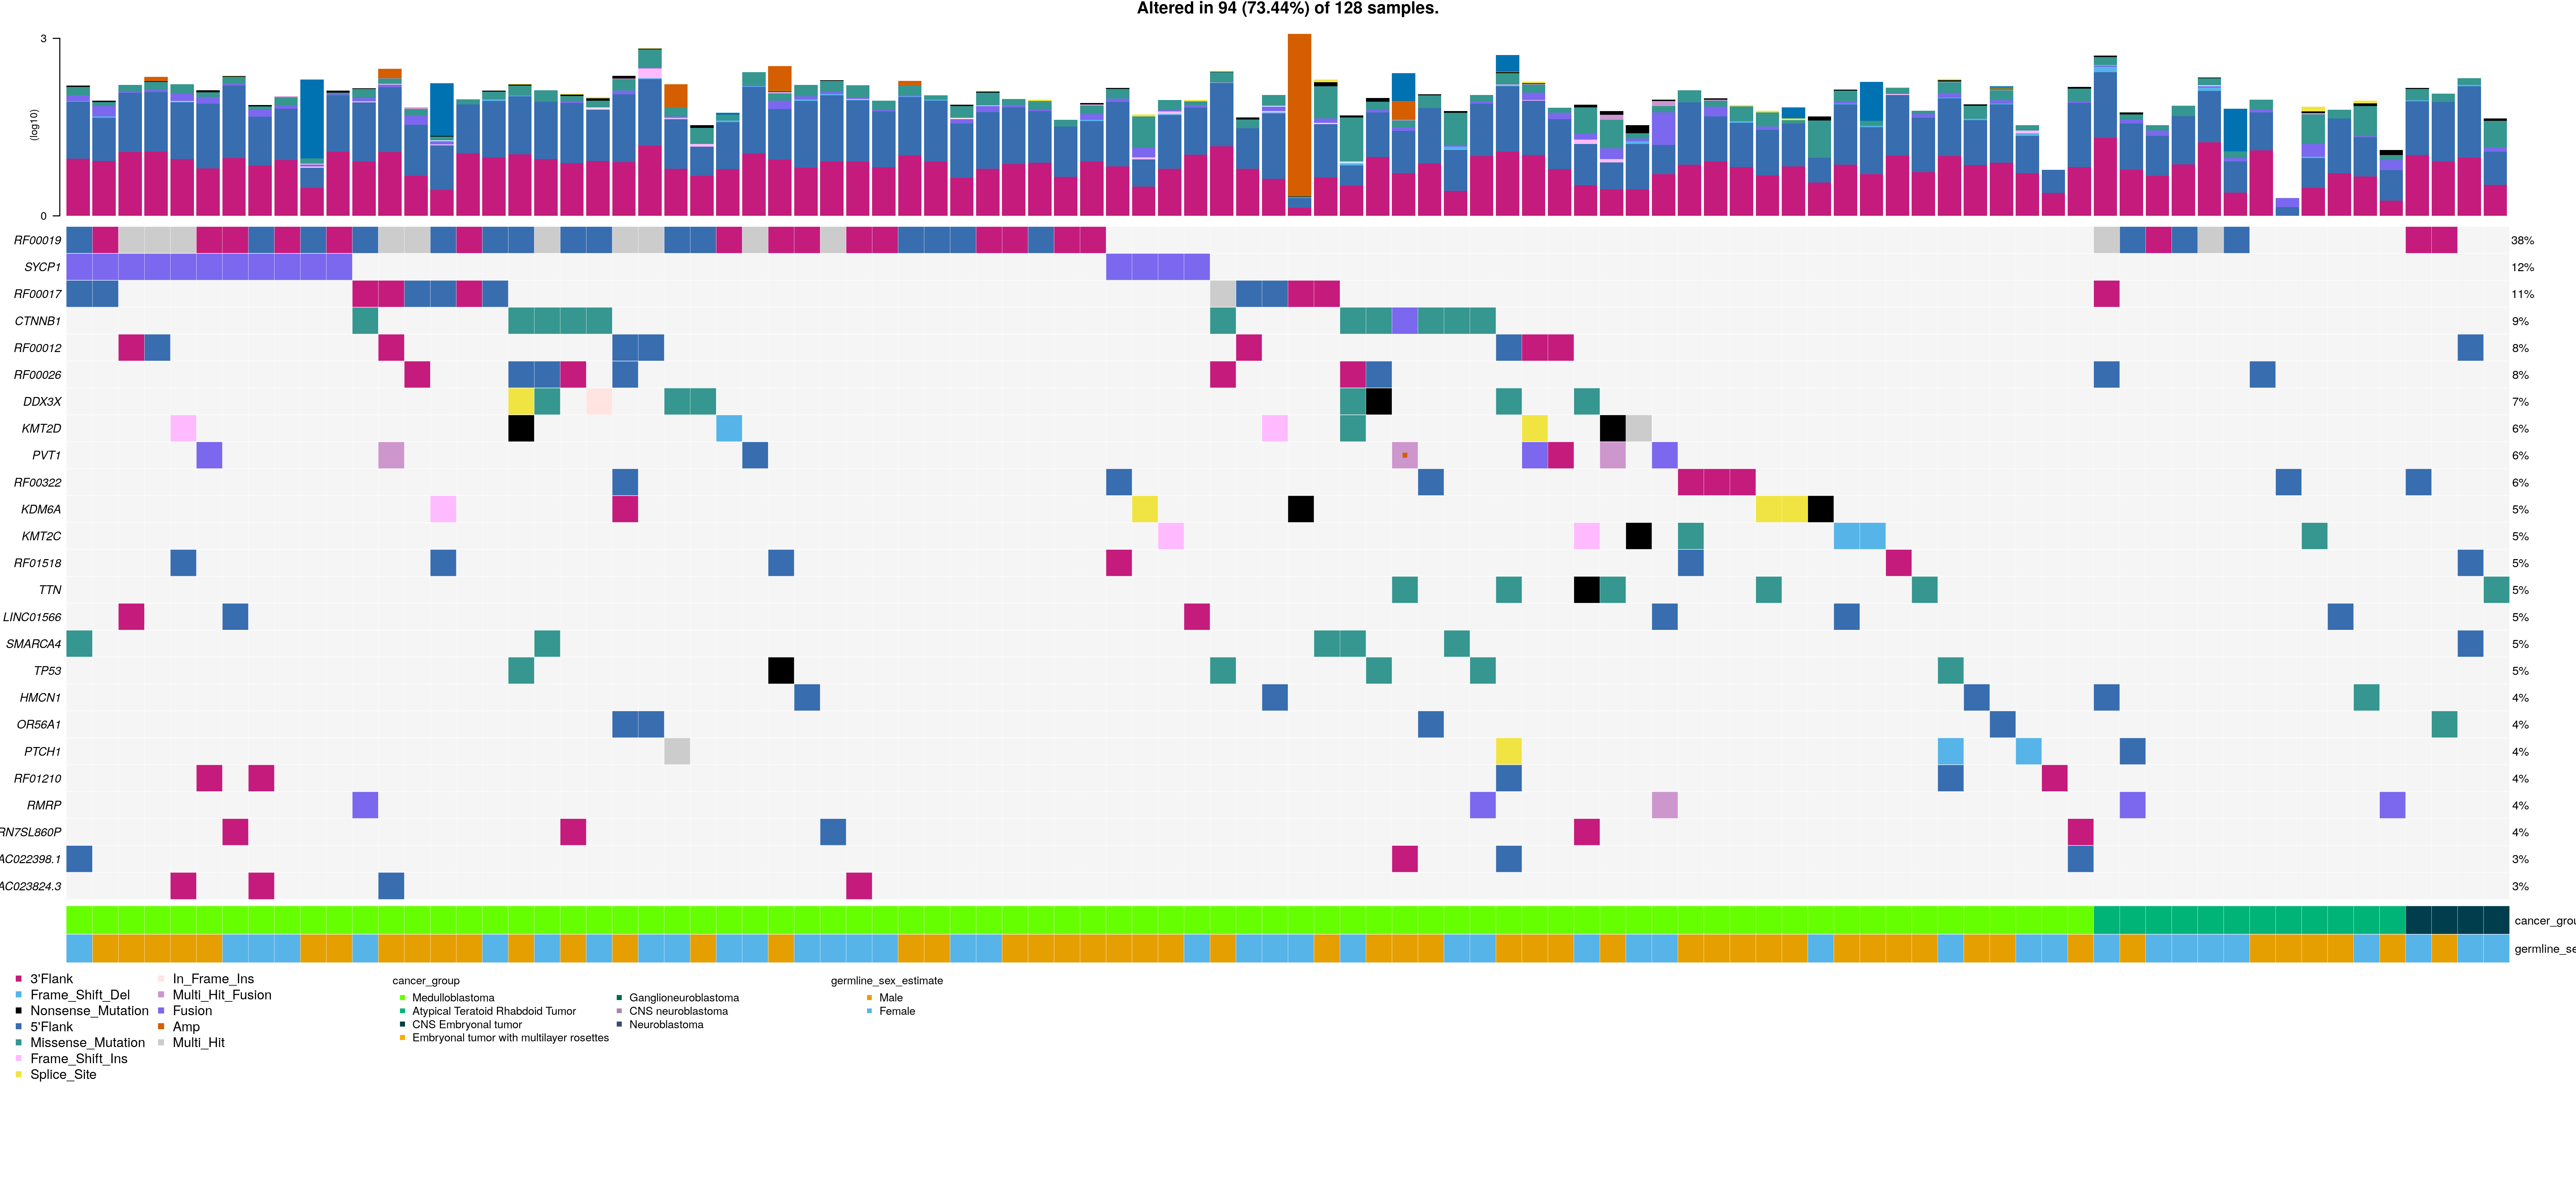 Altered in 94 (73.44%) of 128 samples.
3
(log10)
0
RF00019 38%
SYCP1 12%
RF00017 11%
CTNNB1 9%
RF00012 8%
RF00026 8%
DDX3X 7%
KMT2D 6%
PVT1 6%
RF00322 6%
KDM6A 5%
KMT2C 5%
RF01518 5%
TTN 5%
LINC01566 5%
SMARCA4 5%
TP53 5%
HMCN1 4%
OR56A1 4%
PTCH1 4%
RF01210 4%
RMRP 4%
RN7SL860P 4%
AC022398.1 3%
AC023824.3 3%
cancer_grou
germline_se
3'Flank
Frame_Shift_Del
Nonsense_Mutation
5'Flank
Missense_Mutation
Frame_Shift_Ins
Splice_Site
In_Frame_Ins
Multi_Hit_Fusion
Fusion
Amp
Multi_Hit
cancer_group
Medulloblastoma
Atypical Teratoid Rhabdoid Tumor
CNS Embryonal tumor
Embryonal tumor with multilayer rosettes
Ganglioneuroblastoma
CNS neuroblastoma
Neuroblastoma
germline_sex_estimate
Male
Female